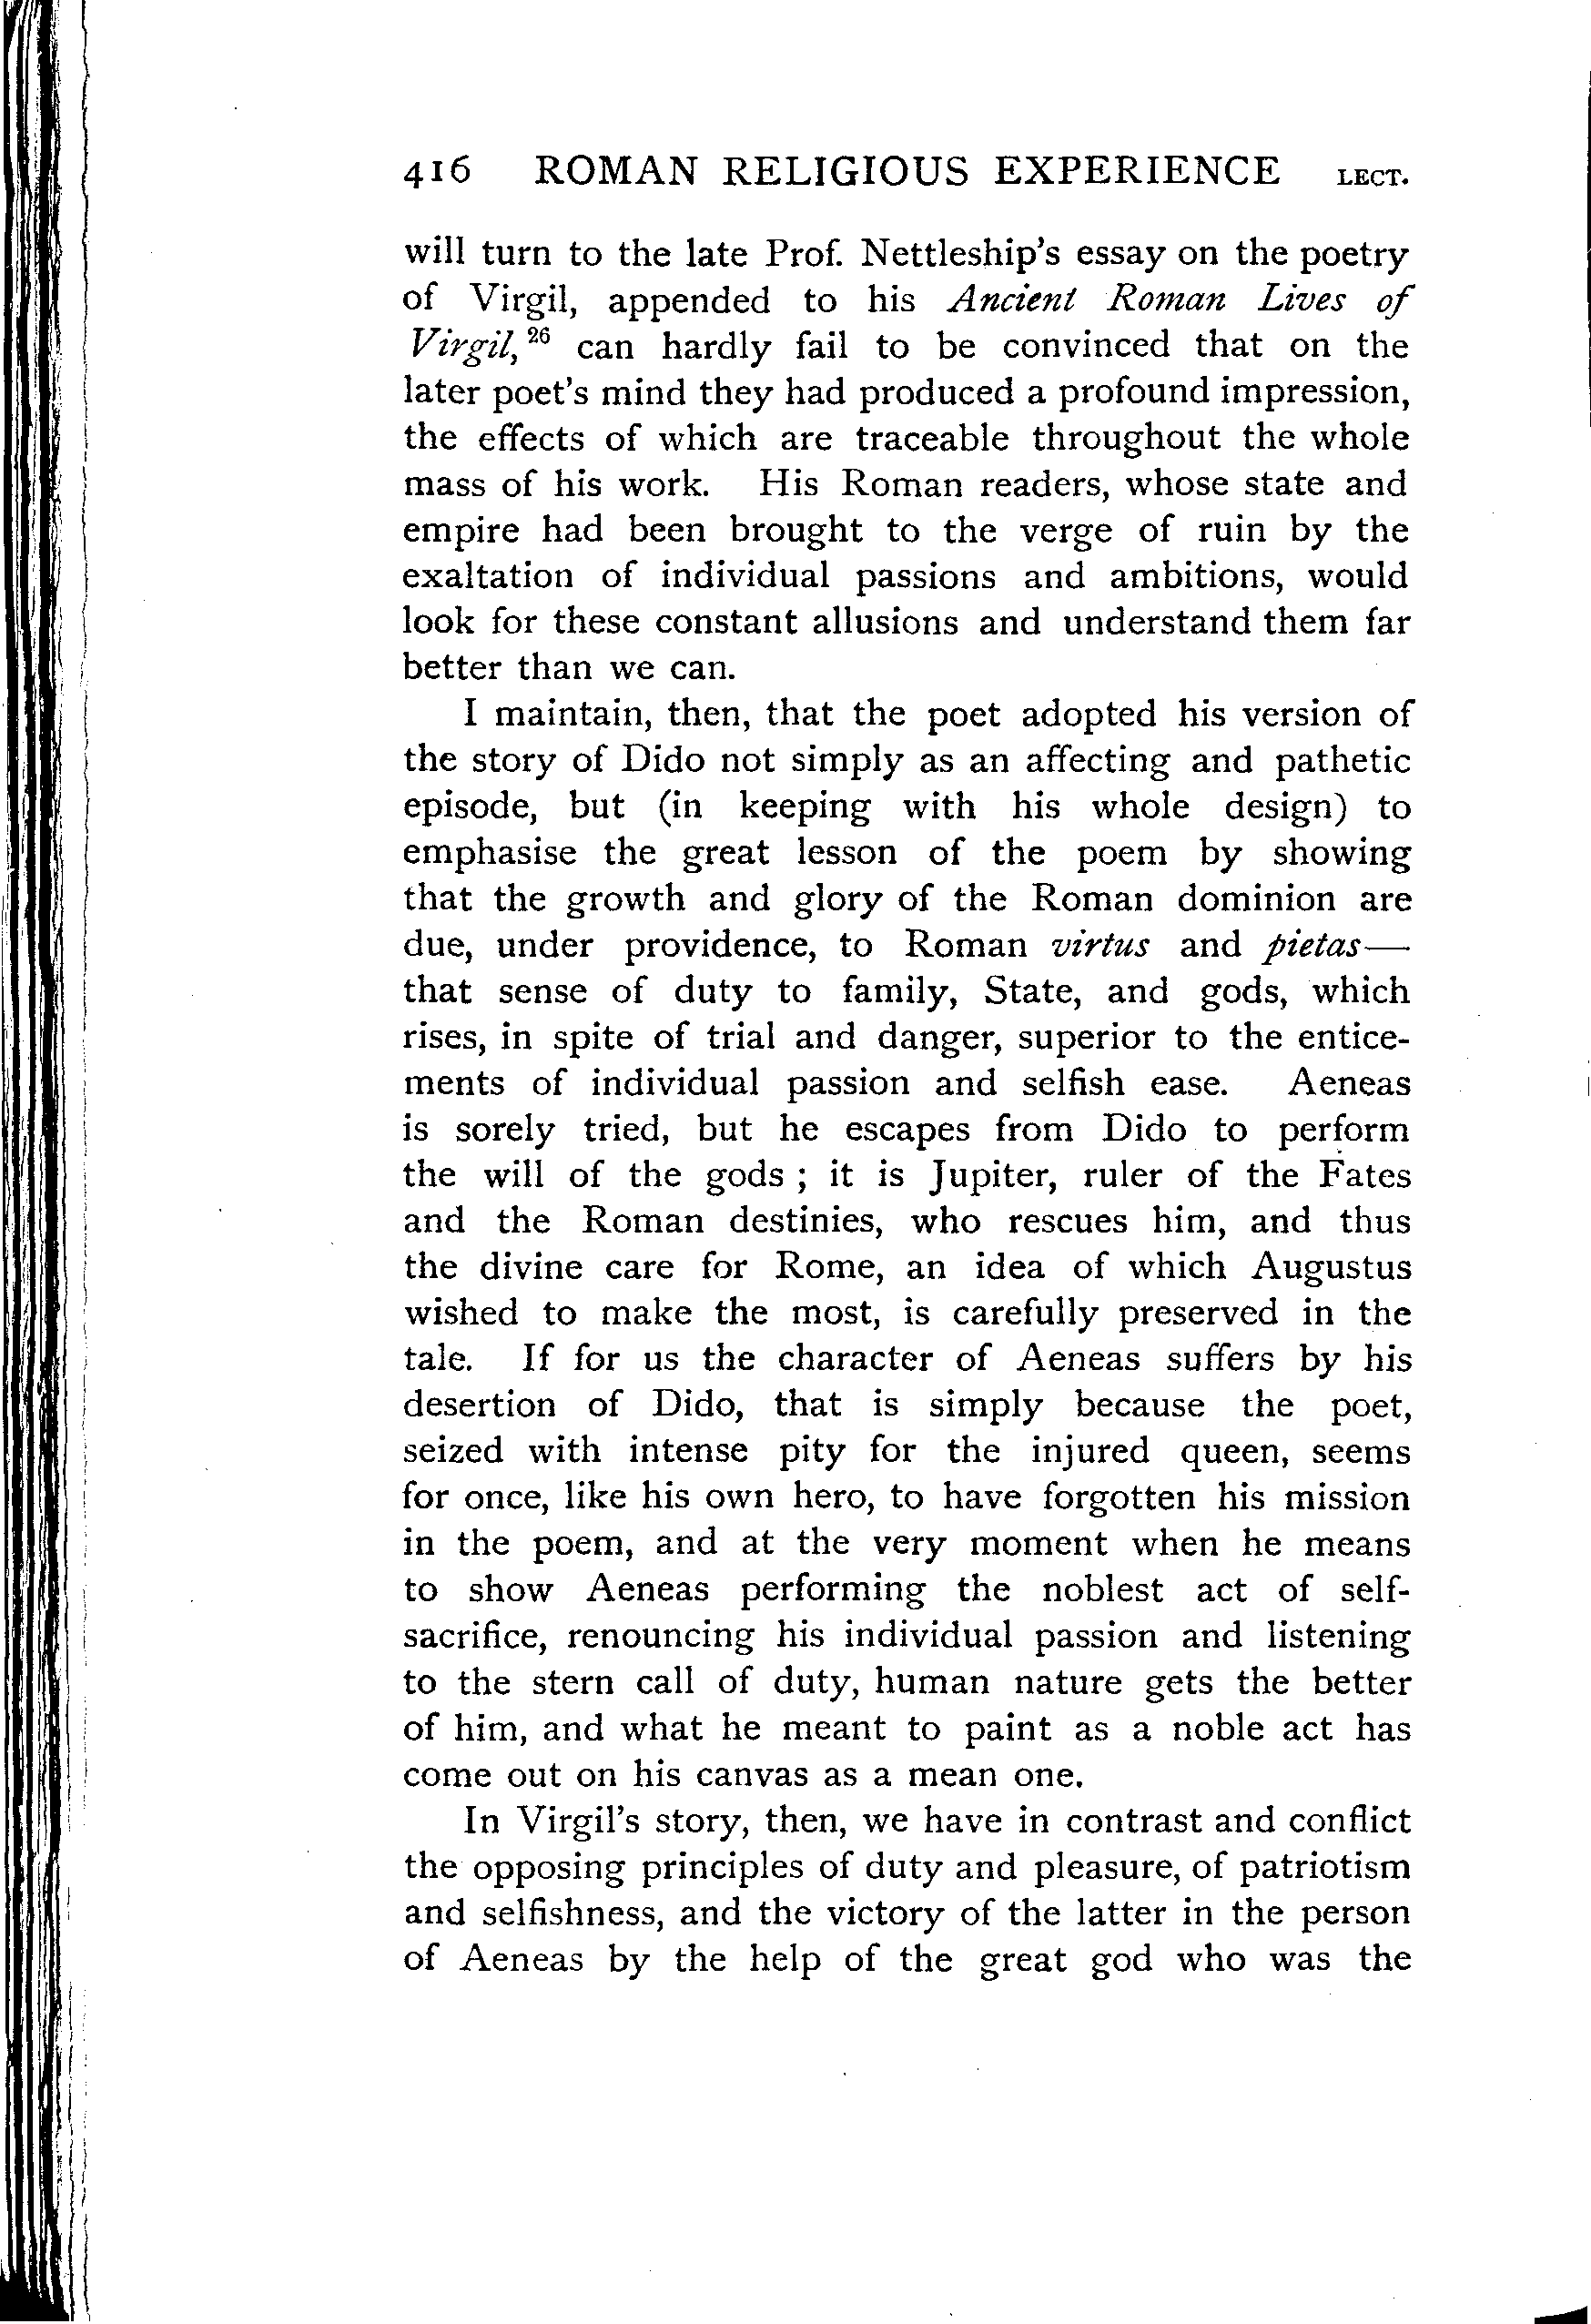 416 ROMAN RELIGIOUS EXPERIENCE LECT.
will turn to the late Prof. Nettleship's essay on the poetry
of Virgil, appended to his Ancient Roman Lives of
Virgil,²⁶ can hardly fail to be convinced that on the
later poet's mind they had produced a profound impression,
the effects of which are traceable throughout the whole
mass of his work. His Roman readers, whose state and
empire had been brought to the verge of ruin by the
exaltation of individual passions and ambitions, would
look for these constant allusions and understand them far
better than we can.
I maintain, then, that the poet adopted his version of
the story of Dido not simply as an affecting and pathetic
episode, but (in keeping with his whole design) to
emphasise the great lesson of the poem by showing
that the growth and glory of the Roman dominion are
due, under providence, to Roman virtus and pietas—
that sense of duty to family, State, and gods, which
rises, in spite of trial and danger, superior to the entice-
ments of individual passion and selfish ease. Aeneas
is sorely tried, but he escapes from Dido to perform
the will of the gods ; it is Jupiter, ruler of the Fates
and the Roman destinies, who rescues him, and thus
the divine care for Rome, an idea of which Augustus
wished to make the most, is carefully preserved in the
tale. If for us the character of Aeneas suffers by his
desertion of Dido, that is simply because the poet,
seized with intense pity for the injured queen, seems
for once, like his own hero, to have forgotten his mission
in the poem, and at the very moment when he means
to show Aeneas performing the noblest act of self-
sacrifice, renouncing his individual passion and listening
to the stern call of duty, human nature gets the better
of him, and what he meant to paint as a noble act has
come out on his canvas as a mean one.
In Virgil's story, then, we have in contrast and conflict
the opposing principles of duty and pleasure, of patriotism
and selfishness, and the victory of the latter in the person
of Aeneas by the help of the great god who was the